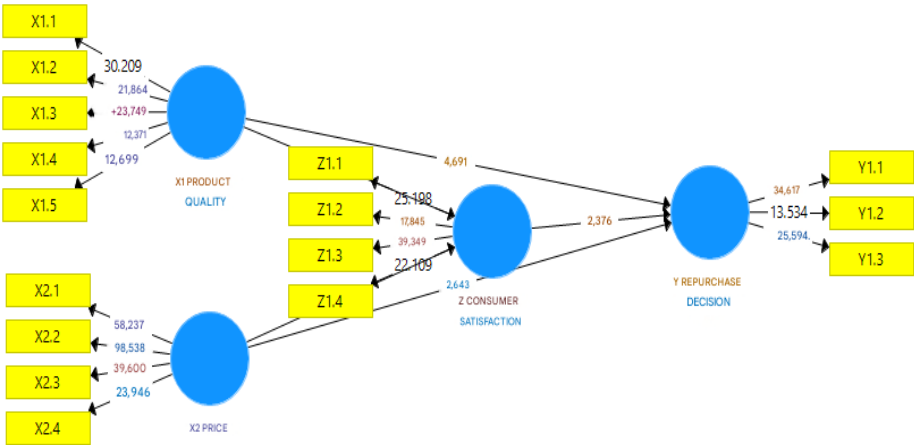 X1.1
X1.2
X1.3
X1.4
X1.5
30.209
21,864
+23,749
12,371
12,699
X1 PRODUCT
QUALITY
X2.1
X2.2
X2.3
X2.4
58,237
98,538
39,600
23,946
X2 PRICE
Z1.1
Z1.2
Z1.3
Z1.4
25.198
17,845
39,349
22.109
Z CONSUMER
SATISFACTION
4,691
2,376
2,643
Y REPURCHASE
DECISION
34,617
13.534
25,594.
Y1.1
Y1.2
Y1.3